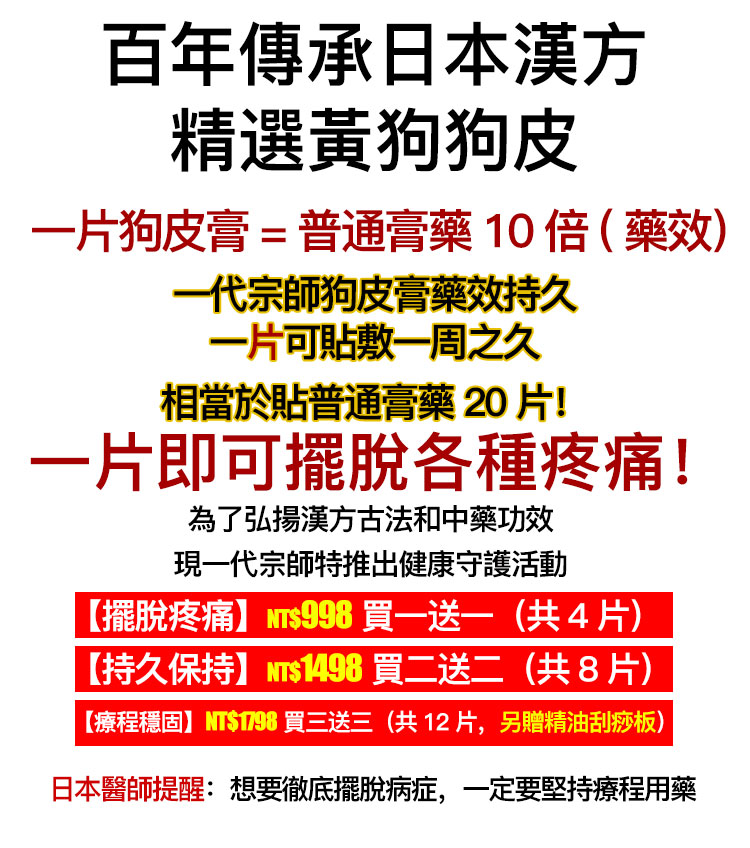 百年傳承日本漢方
精選黃狗狗皮
一片狗皮膏 = 普通膏藥 10 倍 ( 藥效)
一代宗師狗皮膏藥效持久
一片可貼敷一周之久
相當於貼普通膏藥 20 片!
一片即可擺脫各種疼痛!
為了弘揚漢方古法和中藥功效
現一代宗師特推出健康守護活動
【擺脫疼痛】NT$998 買一送一（共 4 片）
【持久保持】NT$1498 買二送二（共 8 片）
【療程穩固】NT$1798 買三送三（共 12 片，另贈精油刮痧板）
日本醫師提醒：想要徹底擺脫病症，一定要堅持療程用藥